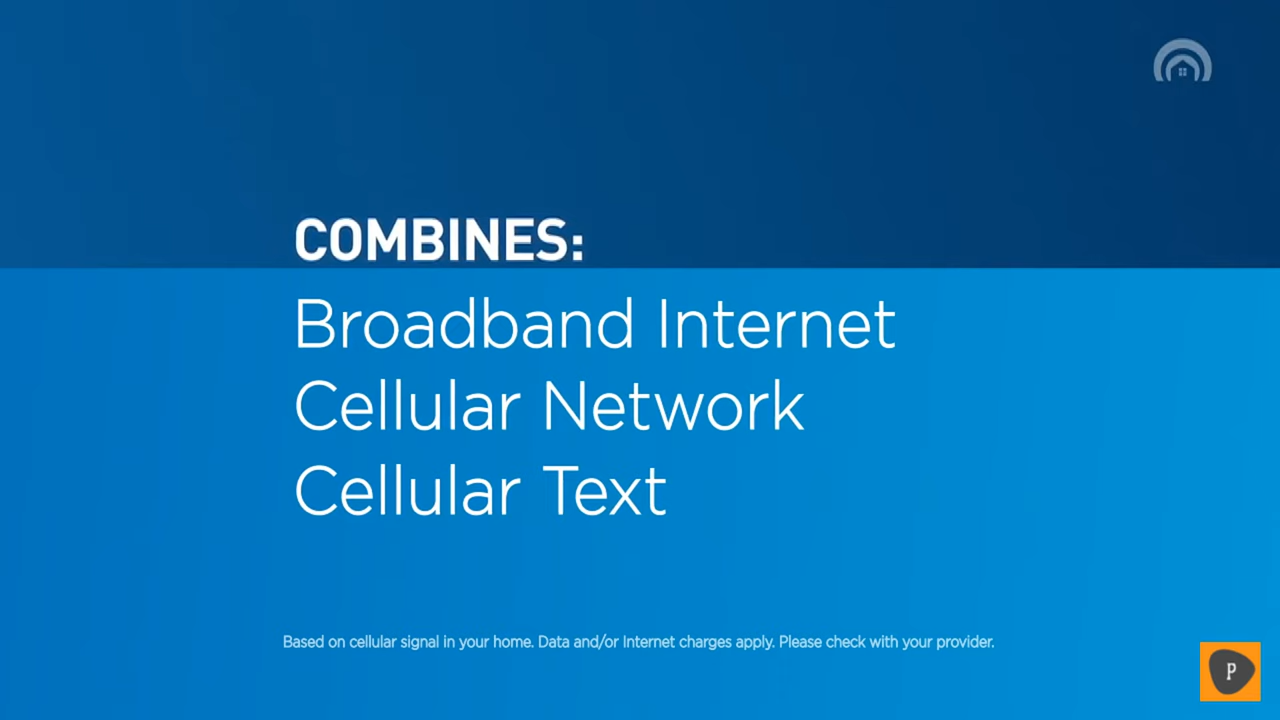 COMBINES:
Broadband Internet
Cellular Network
Cellular Text
Based on cellular signal in your home. Data and/or Internet charges apply. Please check with your provider.
P